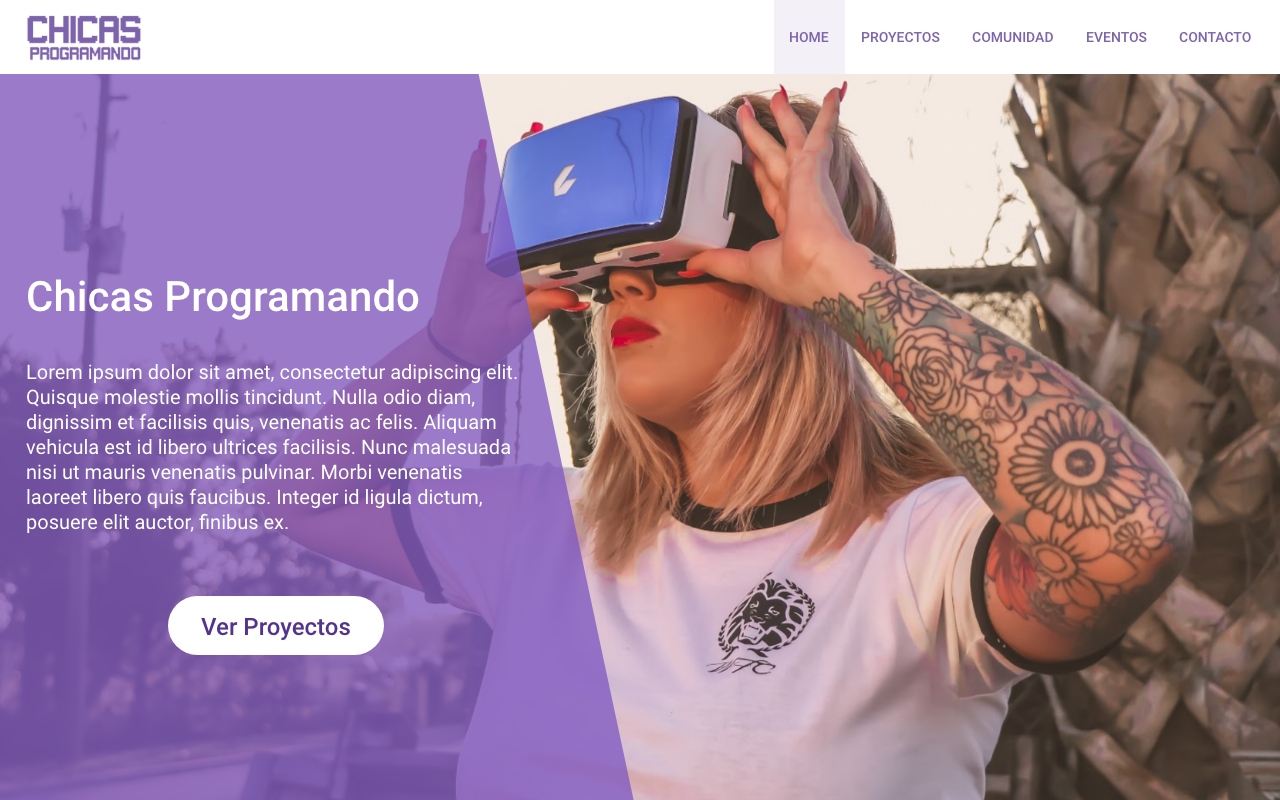 CHICAS
PROGRAMANDO
HOME
PROYECTOS
COMUNIDAD
EVENTOS
CONTACTO
Chicas Programando
Lorem ipsum dolor sit amet, consectetur adipiscing elit.
Quisque molestie mollis tincidunt. Nulla odio diam,
dignissim et facilisis quis, venenatis ac felis. Aliquam
vehicula est id libero ultrices facilisis. Nunc malesuada
nisi ut mauris venenatis pulvinar. Morbi venenatis
laoreet libero quis faucibus. Integer id ligula dictum,
posuere elit auctor, finibus ex.
Ver Proyectos